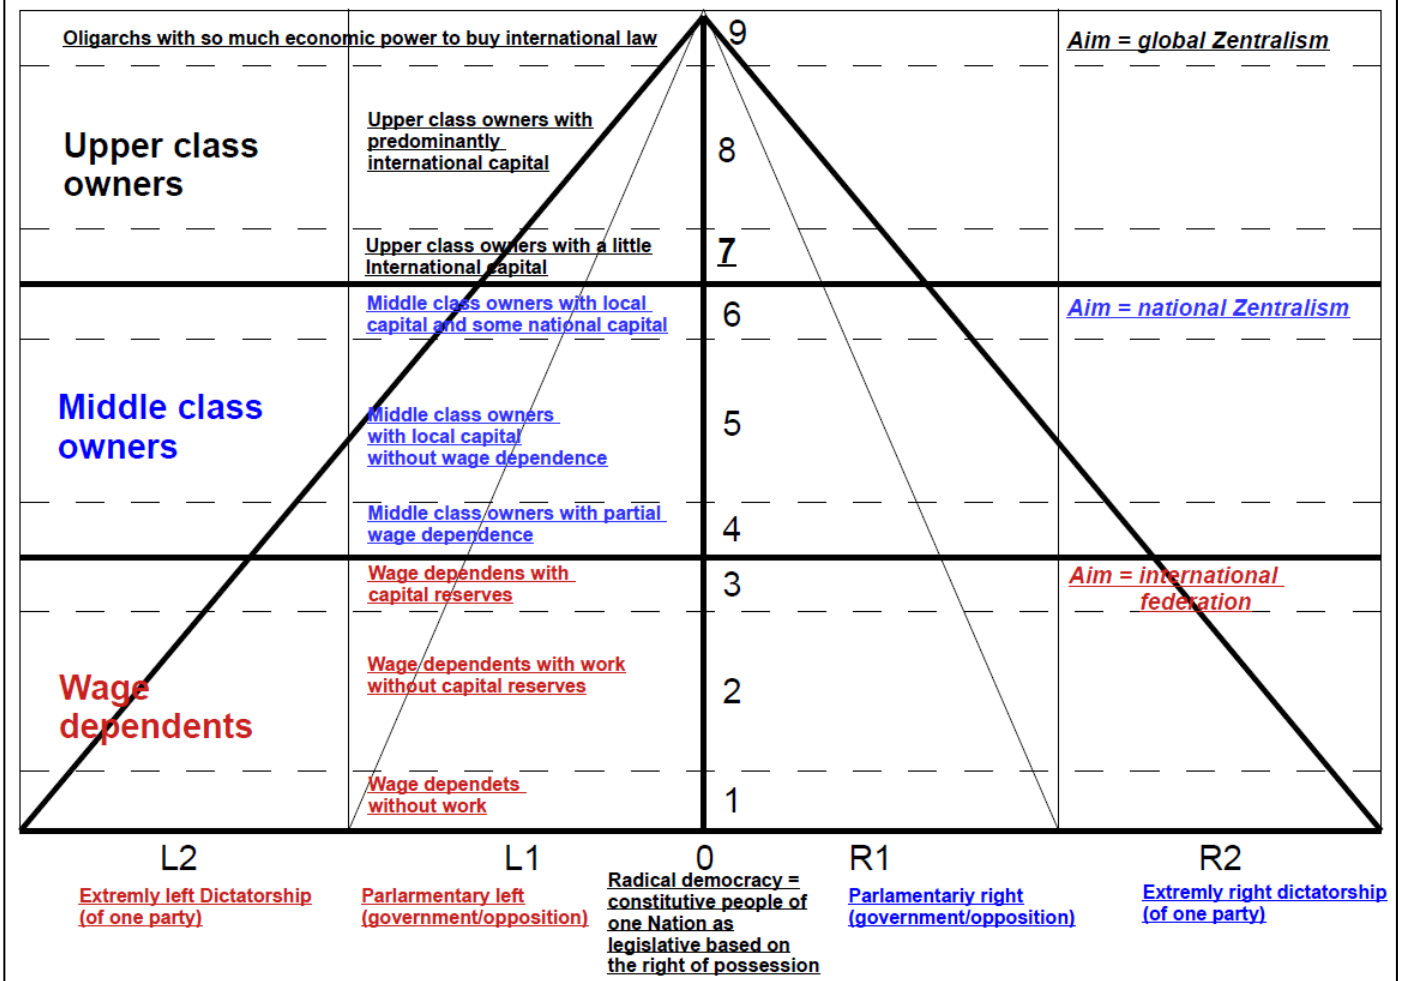 Oligarchs with so much economic power to buy international law
9
Aim = global Zentralism
Upper class
owners
Upper class owners with
predominantly
international capital
8
Upper class owners with a little
International capital
7
Middle class owners with local
capital and some national capital
6
Aim = national Zentralism
Middle class
owners
Middle class owners
with local capital
without wage dependence
5
Middle class owners with partial
wage dependence
4
Wage dependens with
capital reserves
3
Aim = international
federation
Wage
dependents
Wage dependents with work
without capital reserves
2
Wage dependets
without work
1
L2
L1
0
R1
R2
Extremly left Dictatorship
(of one party)
Parlarmentary left
(government/opposition)
Radical democracy =
constitutive people of
one Nation as
legislative based on
the right of possession
Parlamentariy right
(government/opposition)
Extremly right dictatorship
(of one party)